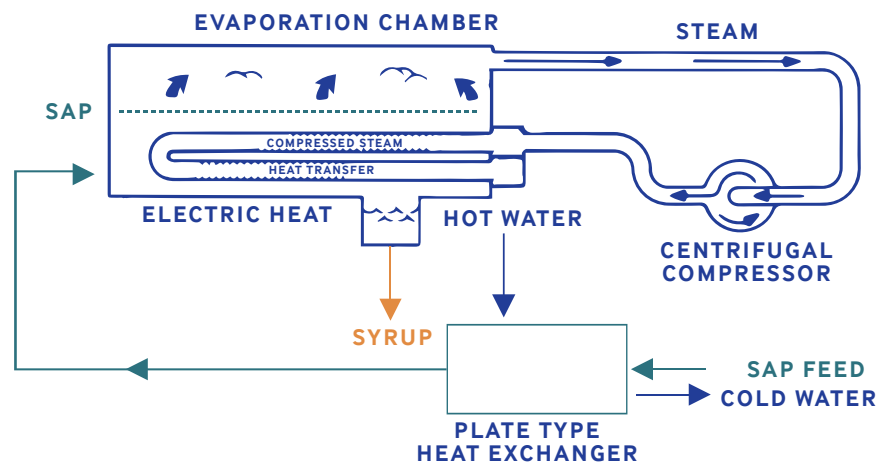 EVAPORATION CHAMBER
STEAM
SAP
COMPRESSED STEAM
HEAT TRANSFER
ELECTRIC HEAT
HOT WATER
CENTRIFUGAL
COMPRESSOR
SYRUP
SAP FEED
COLD WATER
PLATE TYPE
HEAT EXCHANGER